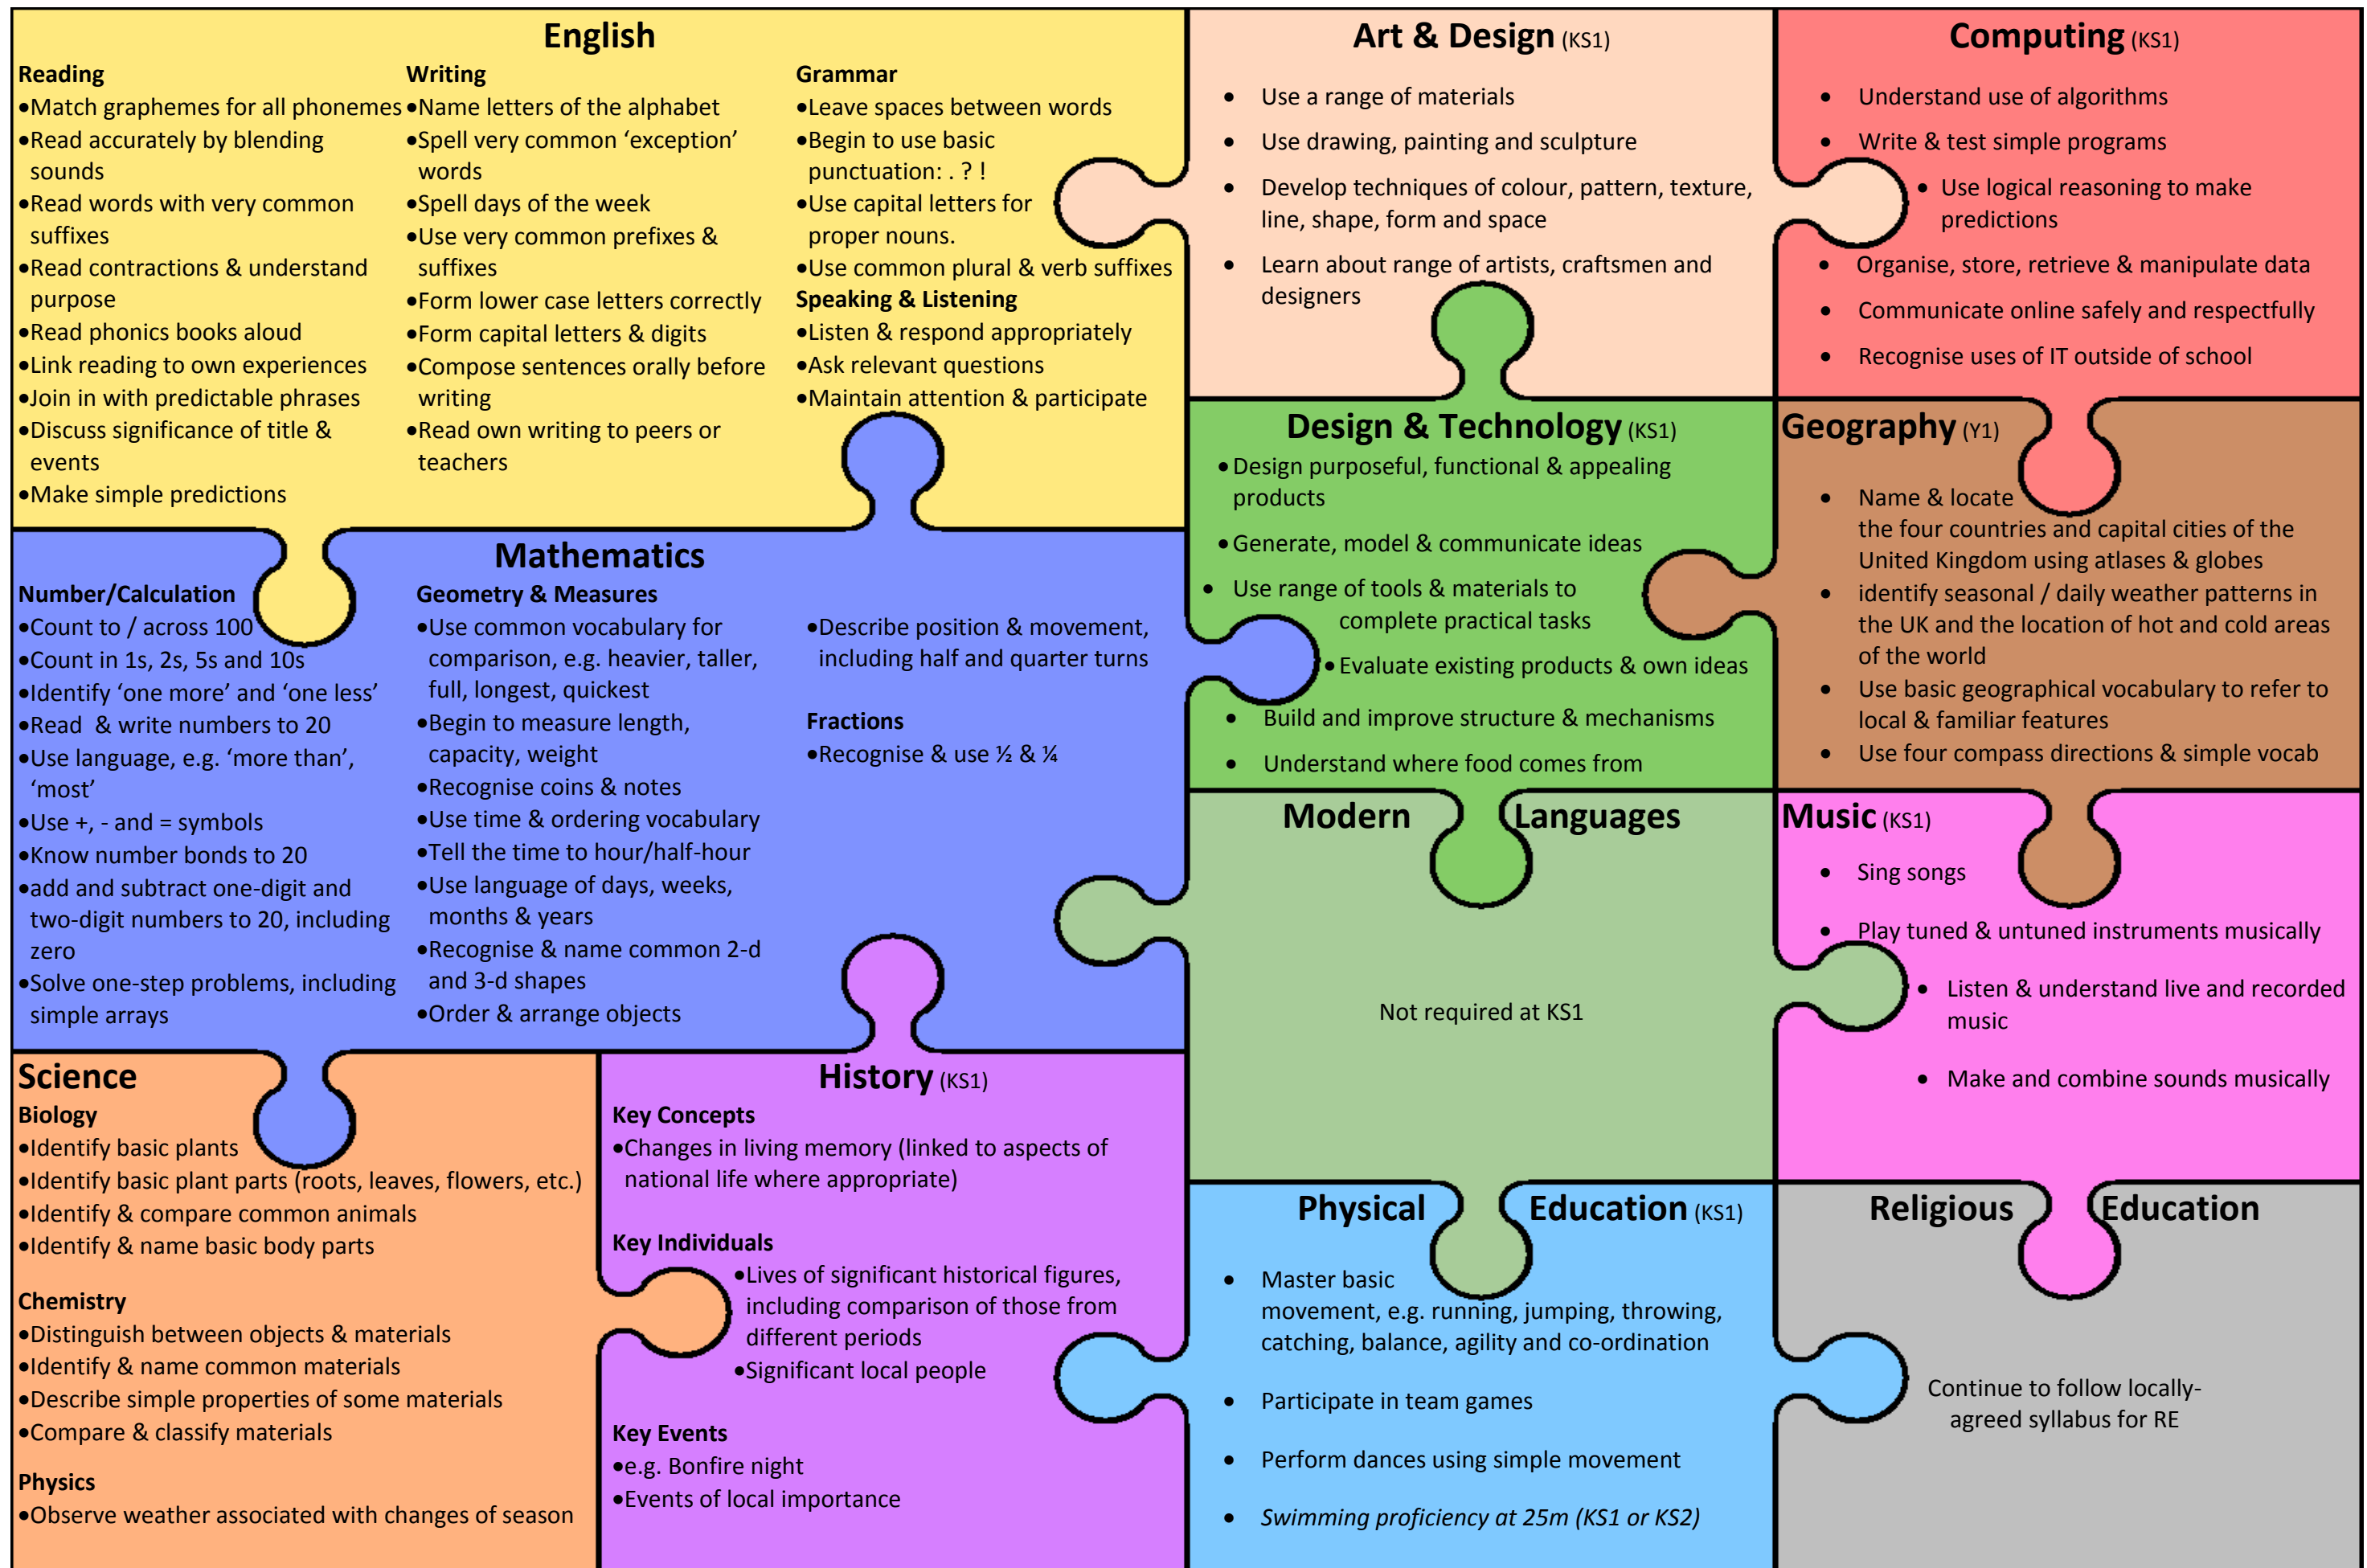 English
Reading
•Match graphemes for all phonemes
•Read accurately by blending
sounds
•Read words with very common
suffixes
•Read contractions & understand
purpose
•Read phonics books aloud
•Link reading to own experiences
•Join in with predictable phrases
•Discuss significance of title &
events
•Make simple predictions
Writing
•Name letters of the alphabet
•Spell very common ‘exception’
words
•Spell days of the week
•Use very common prefixes &
suffixes
•Form lower case letters correctly
•Form capital letters & digits
•Compose sentences orally before
writing
•Read own writing to peers or
teachers
Grammar
•Leave spaces between words
•Begin to use basic
punctuation: . ? !
•Use capital letters for
proper nouns.
•Use common plural & verb suffixes
Speaking & Listening
•Listen & respond appropriately
•Ask relevant questions
•Maintain attention & participate
Art & Design (KS1)
• Use a range of materials
• Use drawing, painting and sculpture
• Develop techniques of colour, pattern, texture,
line, shape, form and space
• Learn about range of artists, craftsmen and
designers
Computing (KS1)
• Understand use of algorithms
• Write & test simple programs
• Use logical reasoning to make
predictions
• Organise, store, retrieve & manipulate data
• Communicate online safely and respectfully
• Recognise uses of IT outside of school
Mathematics
Number/Calculation
•Count to / across 100
•Count in 1s, 2s, 5s and 10s
•Identify ‘one more’ and ‘one less’
•Read & write numbers to 20
•Use language, e.g. ‘more than’,
‘most’
•Use +, - and = symbols
•Know number bonds to 20
•add and subtract one-digit and
two-digit numbers to 20, including
zero
•Solve one-step problems, including
simple arrays
Geometry & Measures
•Use common vocabulary for
comparison, e.g. heavier, taller,
full, longest, quickest
•Begin to measure length,
capacity, weight
•Recognise coins & notes
•Use time & ordering vocabulary
•Tell the time to hour/half-hour
•Use language of days, weeks,
months & years
•Recognise & name common 2-d
and 3-d shapes
•Order & arrange objects
•Describe position & movement,
including half and quarter turns
Fractions
•Recognise & use ½ & ¼
Design & Technology (KS1)
•Design purposeful, functional & appealing
products
•Generate, model & communicate ideas
• Use range of tools & materials to
complete practical tasks
•Evaluate existing products & own ideas
• Build and improve structure & mechanisms
• Understand where food comes from
Geography (Y1)
• Name & locate
the four countries and capital cities of the
United Kingdom using atlases & globes
• identify seasonal / daily weather patterns in
the UK and the location of hot and cold areas
of the world
• Use basic geographical vocabulary to refer to
local & familiar features
• Use four compass directions & simple vocab
Modern Languages
Not required at KS1
Music (KS1)
• Sing songs
• Play tuned & untuned instruments musically
• Listen & understand live and recorded
music
• Make and combine sounds musically
Science
Biology
•Identify basic plants
•Identify basic plant parts (roots, leaves, flowers, etc.)
•Identify & compare common animals
•Identify & name basic body parts
Chemistry
•Distinguish between objects & materials
•Identify & name common materials
•Describe simple properties of some materials
•Compare & classify materials
Physics
•Observe weather associated with changes of season
History (KS1)
Key Concepts
•Changes in living memory (linked to aspects of
national life where appropriate)
Key Individuals
•Lives of significant historical figures,
including comparison of those from
different periods
•Significant local people
Key Events
•e.g. Bonfire night
•Events of local importance
Physical Education (KS1)
• Master basic
movement, e.g. running, jumping, throwing,
catching, balance, agility and co-ordination
• Participate in team games
• Perform dances using simple movement
• Swimming proficiency at 25m (KS1 or KS2)
Religious Education
Continue to follow locally-
agreed syllabus for RE